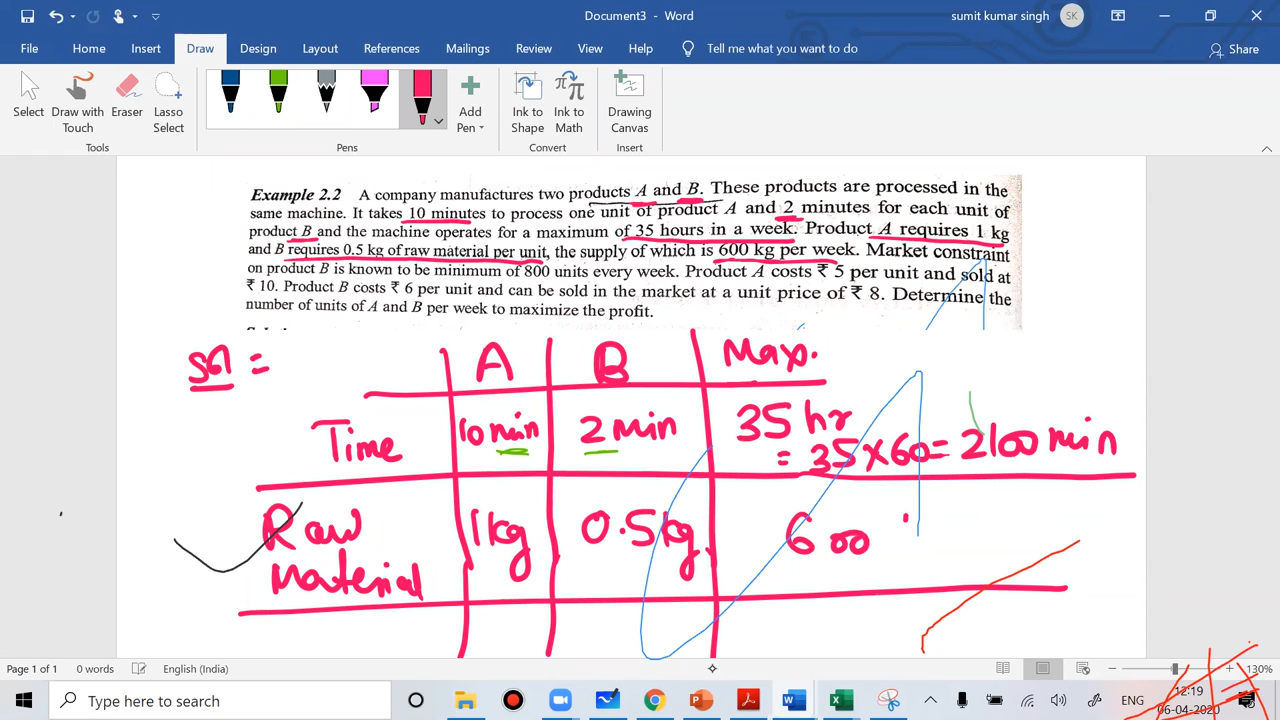 Document3 - Word
sumit kumar singh
SK
File Home Insert Draw Design Layout References Mailings Review View Help Tell me what you want to do
Share
Select
Draw with Touch
Eraser
Lasso Select
Add Pen
Ink to Shape
Ink to Math
Drawing Canvas
Tools
Pens
Convert
Insert
Example 2.2 A company manufactures two products A and B. These products are processed in the
same machine. It takes 10 minutes to process one unit of product A and 2 minutes for each unit of
product B and the machine operates for a maximum of 35 hours in a week. Product A requires 1 kg
and B requires 0.5 kg of raw material per unit, the supply of which is 600 kg per week. Market constraint
on product B is known to be minimum of 800 units every week. Product A costs ₹ 5 per unit and sold at
₹ 10. Product B costs ₹ 6 per unit and can be sold in the market at a unit price of ₹ 8. Determine the
number of units of A and B per week to maximize the profit.
Sol =
A B Max.
Time 10 min 2 min 35 hr
= 35×60= 2100 min
Raw 1kg 0.5kg 600
Material
Page 1 of 1 0 words English (India) 130%
Type here to search
ENG
12:19
06-04-2020